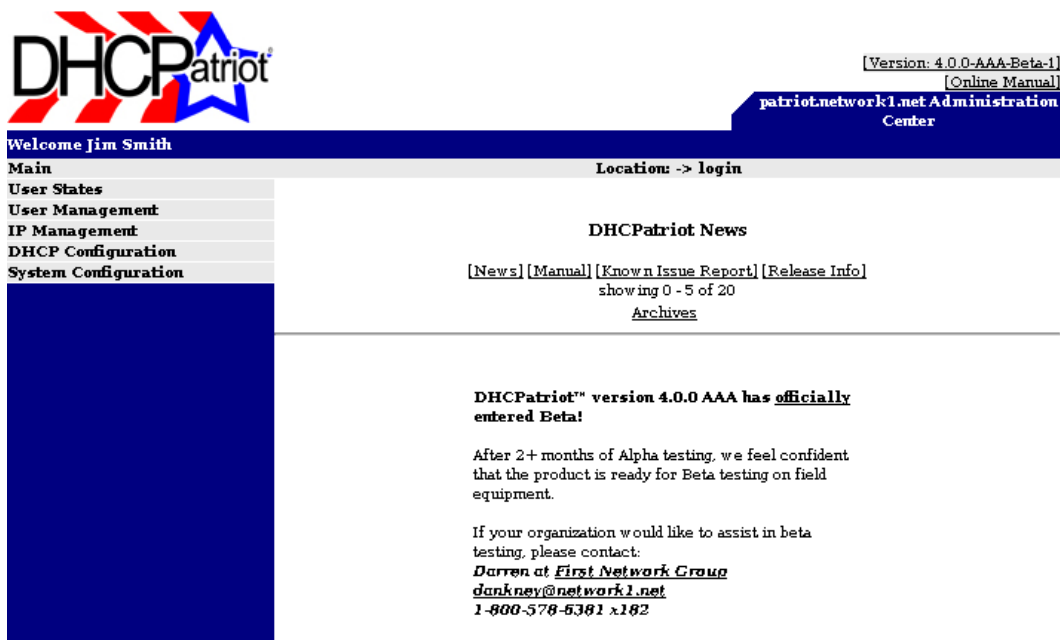 DHCPatriot®
[Version: 4.0.0-AAA-Beta-1]
[Online Manual]
patriot.network1.net Administration
Center
Welcome Jim Smith
Main
Location: -> login
User States
User Management
IP Management
DHCP Configuration
System Configuration
DHCPatriot News
[News] [Manual] [Known Issue Report] [Release Info]
showing 0 - 5 of 20
Archives
DHCPatriot™ version 4.0.0 AAA has officially
entered Beta!
After 2+ months of Alpha testing, we feel confident
that the product is ready for Beta testing on field
equipment.
If your organization would like to assist in beta
testing, please contact:
Darren at First Network Group
dankney@network1.net
1-800-578-6381 x182